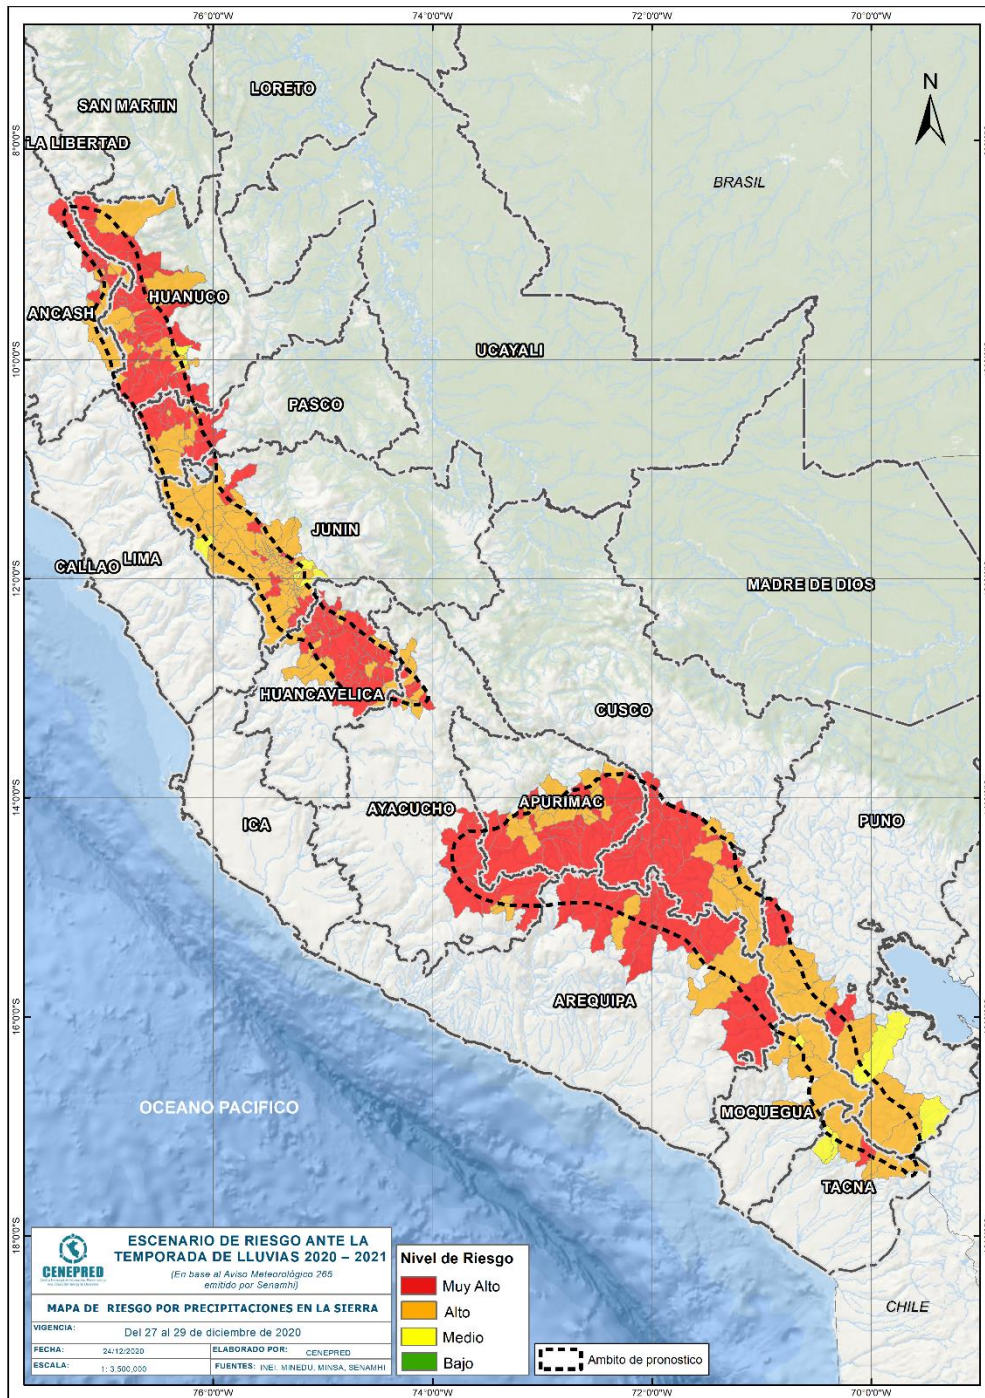 76°0'0"W
74°0'0"W
72°0'0"W
70°0'0"W
N
LORETO
SAN MARTIN
LA LIBERTAD
8°0'0"S
BRASIL
HUANUCO
ANCASH
UCAYALI
10°0'0"S
PASCO
JUNIN
CALLAO
LIMA
12°0'0"S
MADRE DE DIOS
HUANCAVELICA
CUSCO
14°0'0"S
APURIMAC
AYACUCHO
ICA
PUNO
AREQUIPA
16°0'0"S
OCEANO PACIFICO
MOQUEGUA
TACNA
18°0'0"S
CHILE
CENEPRED
ESCENARIO DE RIESGO ANTE LA
TEMPORADA DE LLUVIAS 2020 – 2021
(En base al Aviso Meteorológico 265
emitido por Senamhi)
MAPA DE RIESGO POR PRECIPITACIONES EN LA SIERRA
VIGENCIA:
Del 27 al 29 de diciembre de 2020
FECHA:
24/12/2020
ELABORADO POR:
CENEPRED
ESCALA:
1: 3,500,000
FUENTES: INEI, MINEDU, MINSA, SENAMHI
Nivel de Riesgo
Muy Alto
Alto
Medio
Bajo
Ambito de pronostico
76°0'0"W
74°0'0"W
72°0'0"W
70°0'0"W